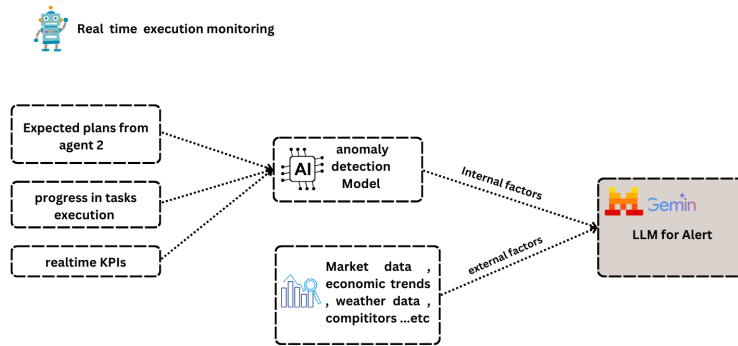 Real time execution monitoring
Expected plans from
agent 2
progress in tasks
execution
realtime KPIs
AI
anomaly
detection
Model
Internal factors
external factors
Market data ,
economic trends
, weather data ,
compititors ...etc
Gemin
LLM for Alert